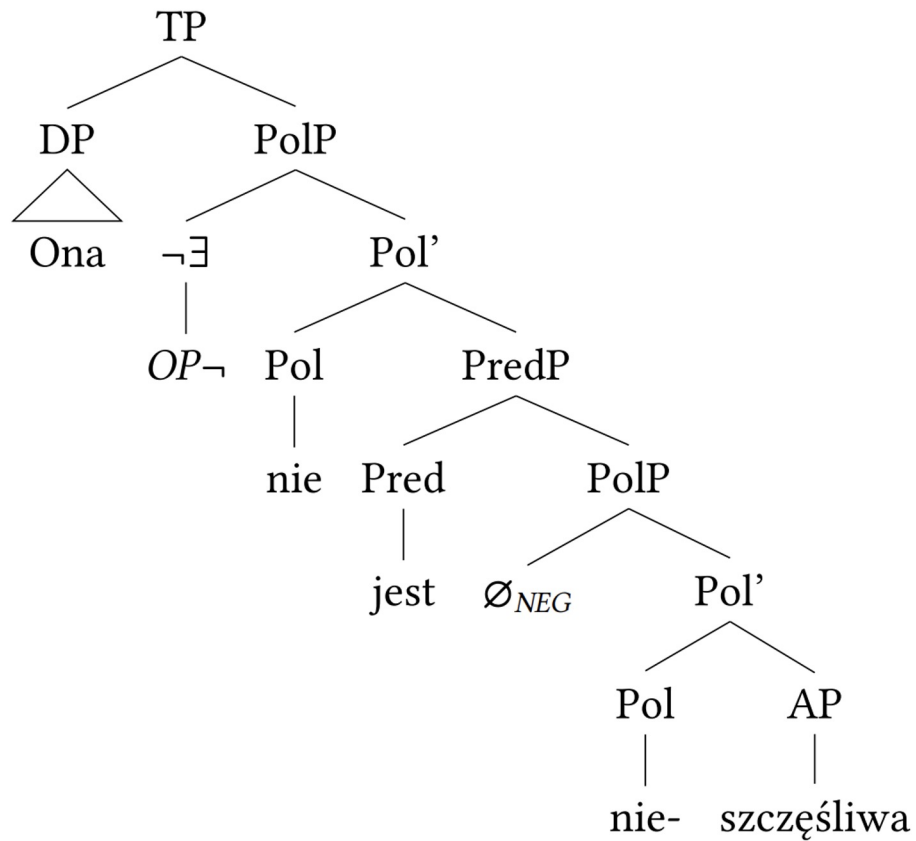 TP
DP PolP
Ona ¬∃ Pol’
OP¬ Pol PredP
nie Pred PolP
jest ∅NEG Pol’
Pol AP
nie- szczęśliwa